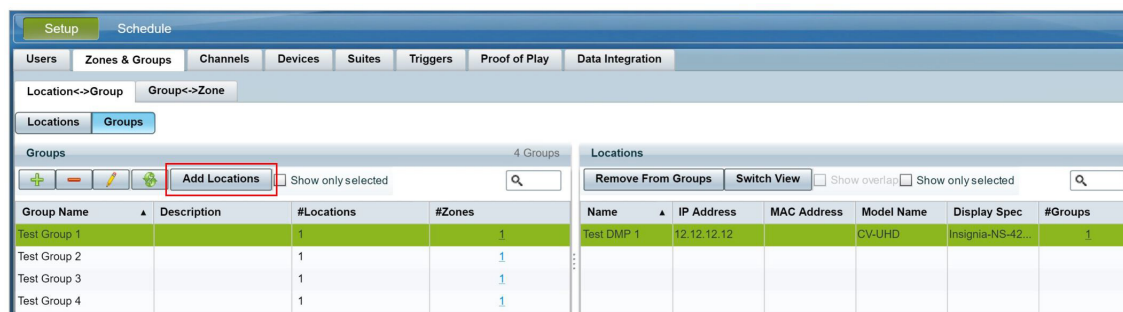 Setup Schedule
Users Zones & Groups Channels Devices Suites Triggers Proof of Play Data Integration
Location<->Group Group<->Zone
Locations Groups
Groups 4 Groups Locations
Add Locations Show only selected Remove From Groups Switch View Show overlap Show only selected
Group Name ▲ Description #Locations #Zones Name ▲ IP Address MAC Address Model Name Display Spec #Groups
Test Group 1 1 1 Test DMP 1 12.12.12.12 CV-UHD Insignia-NS-42... 1
Test Group 2 1 1
Test Group 3 1 1
Test Group 4 1 1